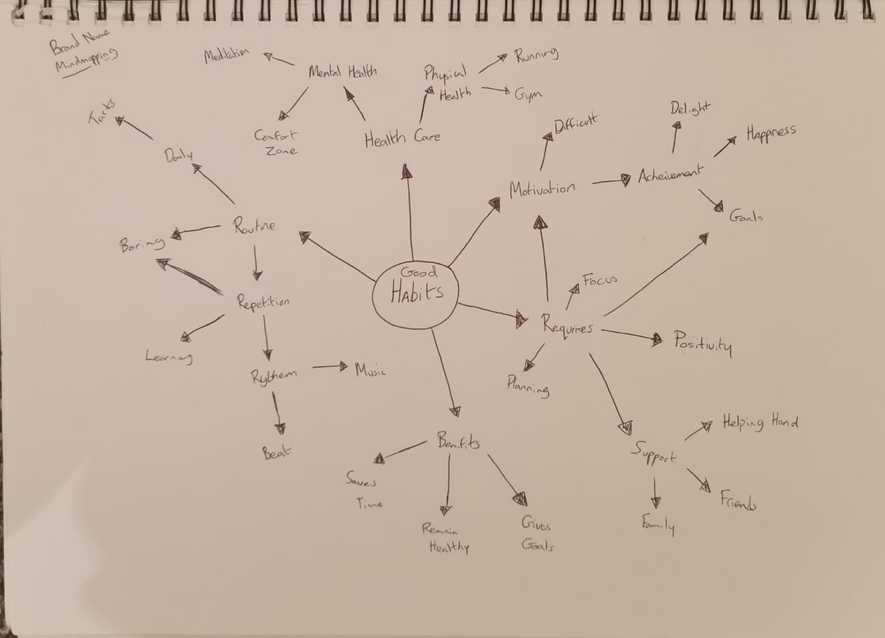 Brand Name
Mindmapping
Meditation
Mental Health
Comfort
Zone
Physical
Health
Running
Gym
Health Care
Tasks
Daily
Routine
Boring
Repetition
Learning
Rythem
Music
Beat
Good
Habits
Motivation
Difficult
Acheivement
Delight
Happness
Goals
Requires
Focus
Positivity
Planning
Support
Helping Hand
Friends
Family
Benefits
Saves
Time
Remain
Healthy
Gives
Goals